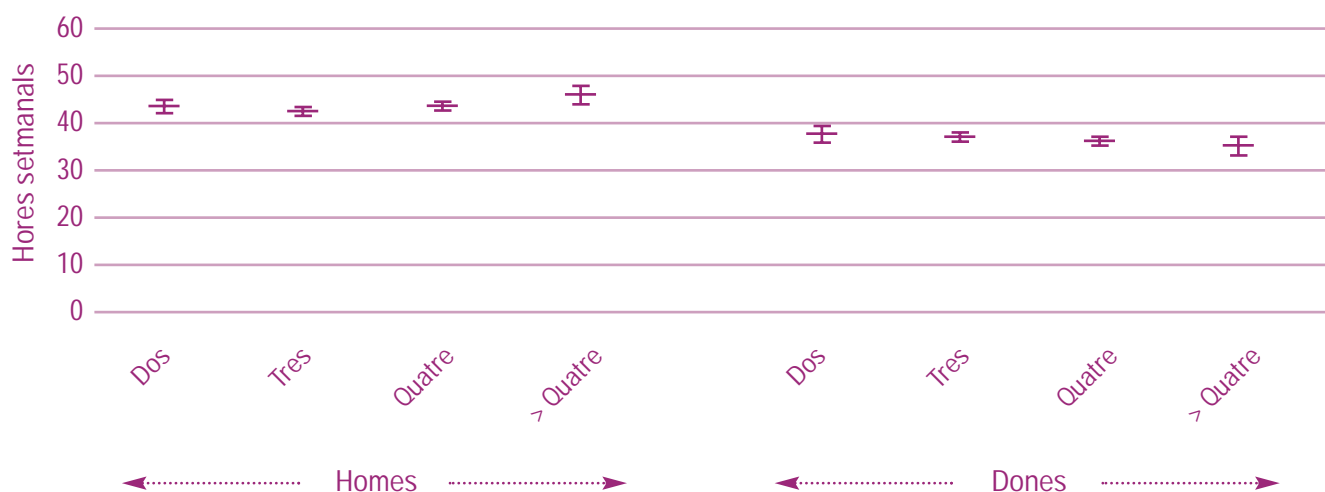 Hores setmanals
60
50
40
30
20
10
0
Dos
Tres
Quatre
> Quatre
Dos
Tres
Quatre
> Quatre
Homes
Dones